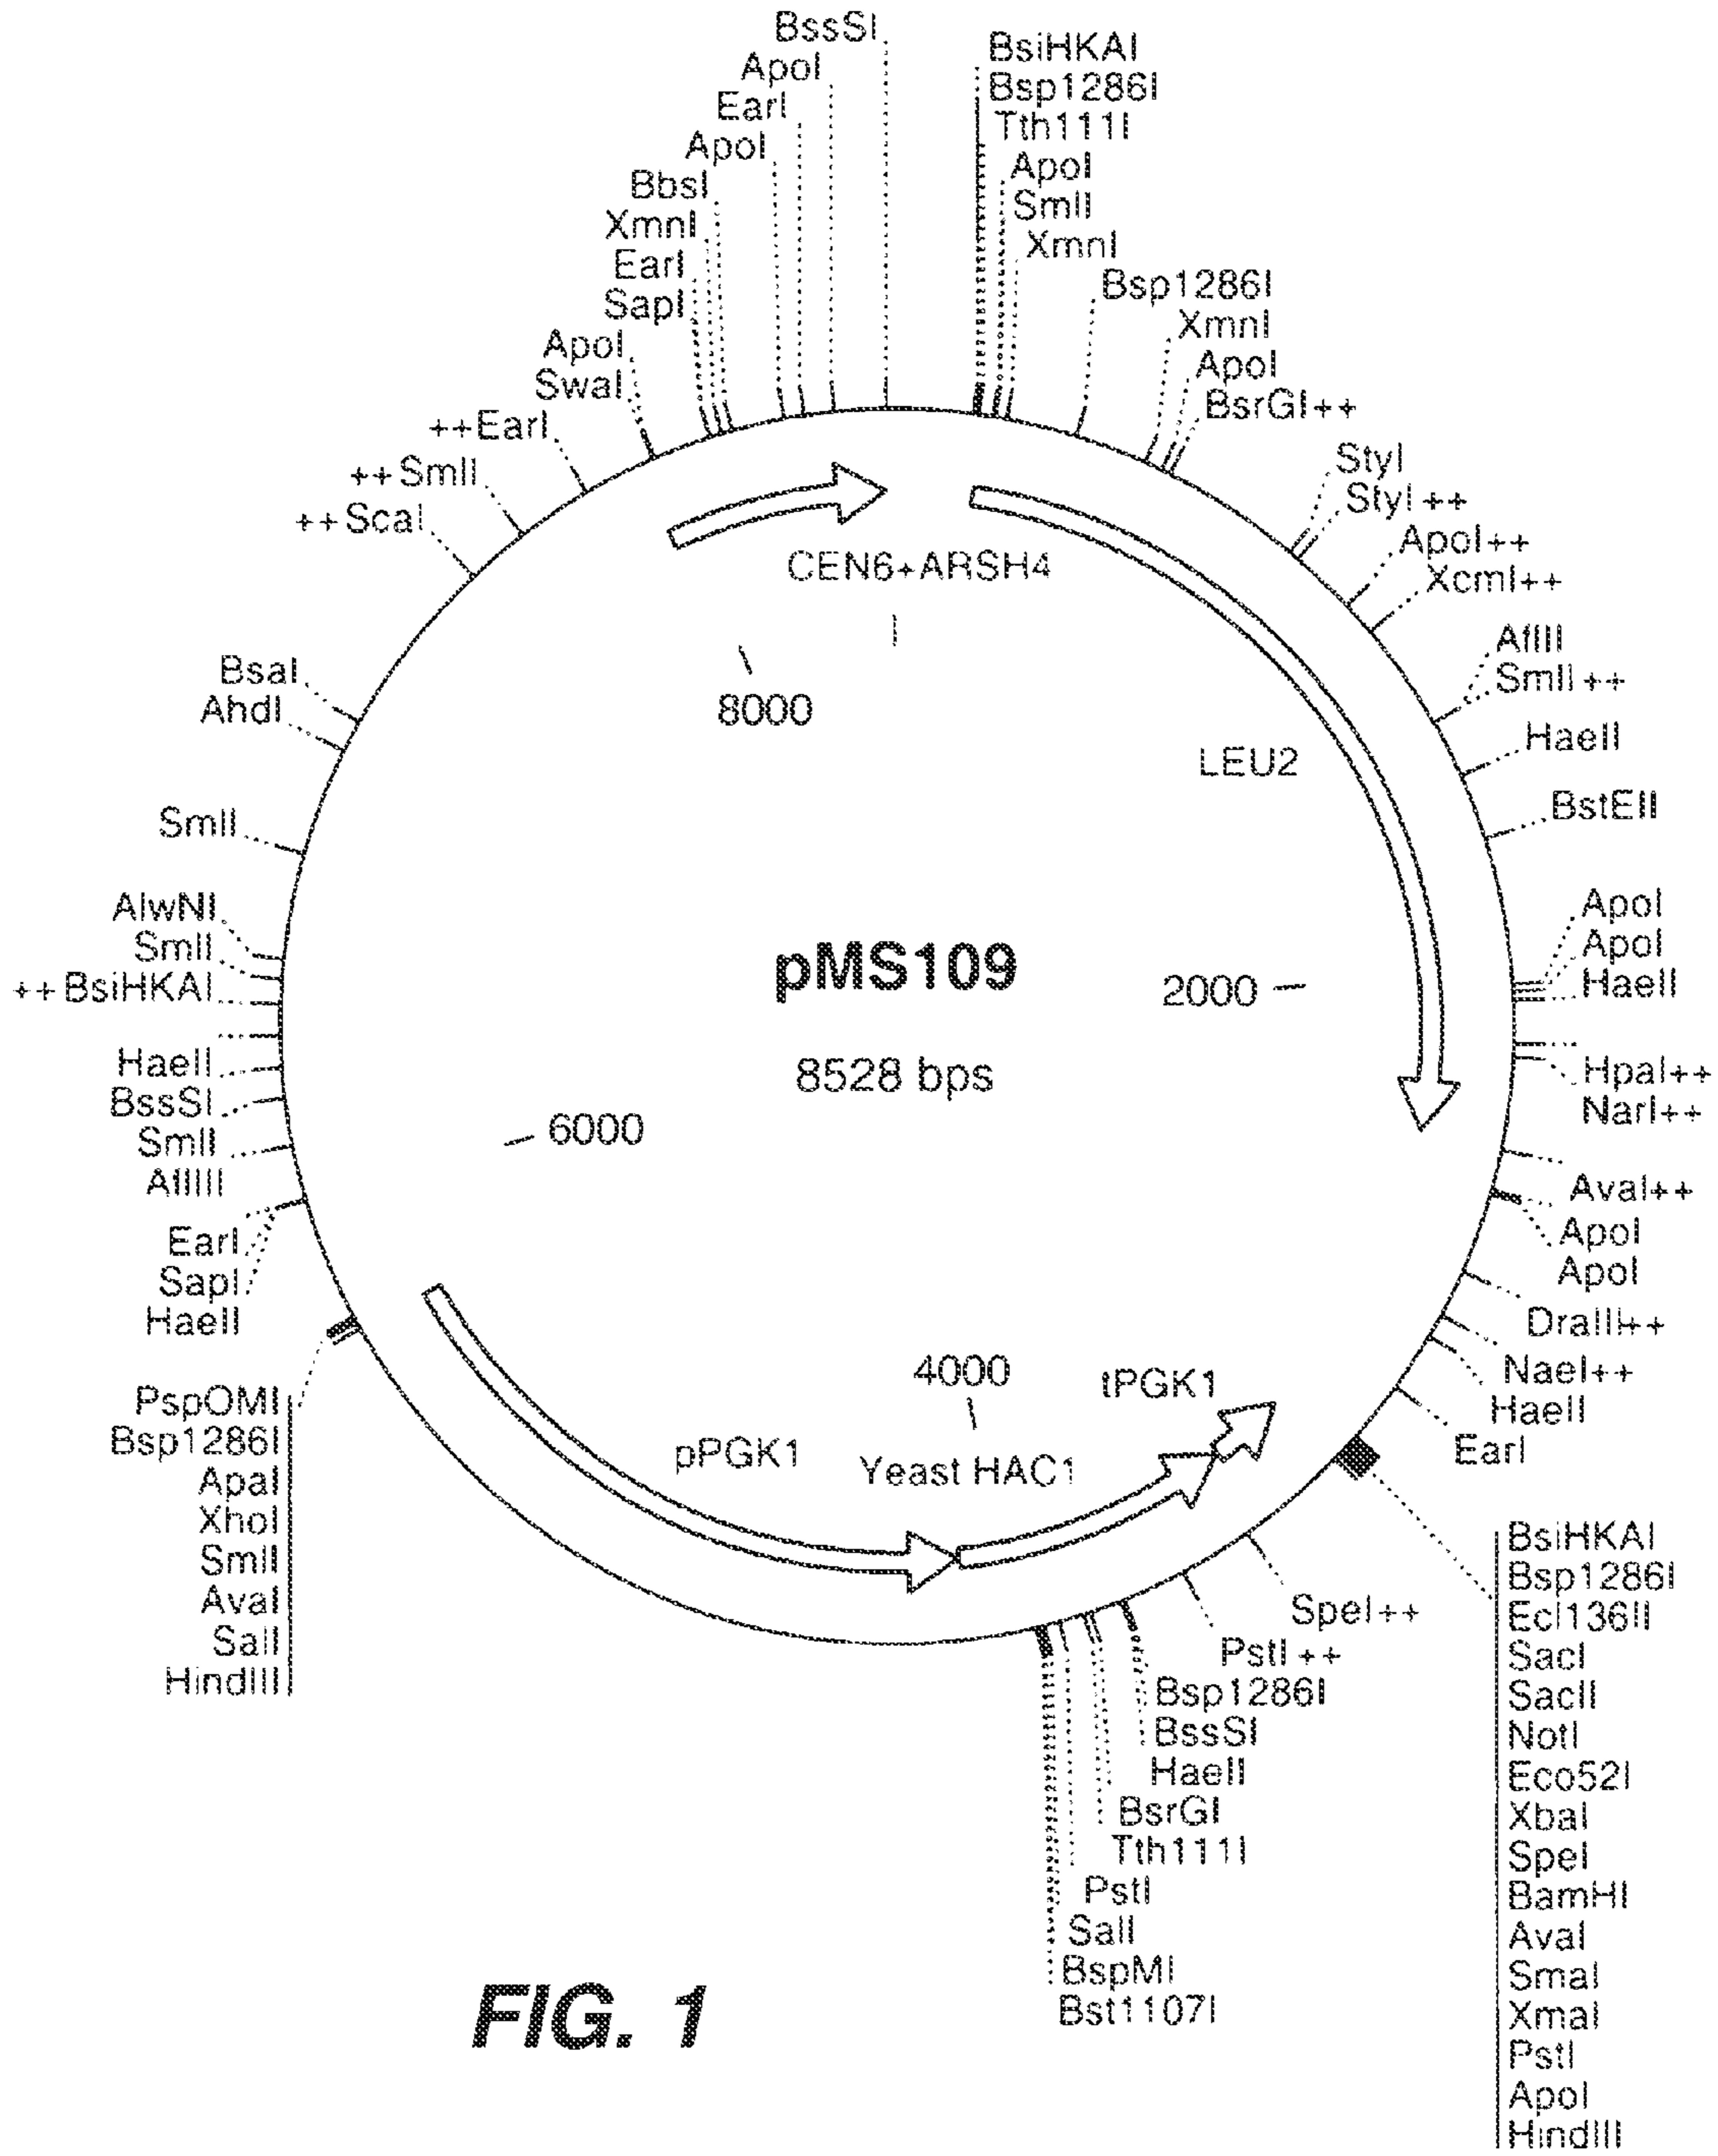 BssSI
ApoI
EarI
ApoI
BbsI
XmnI
EarI
SapI
ApoI
SwaI
++EarI
++SmlI
++ScaI
BsaI
AhdI
SmlI
AlwNI
SmlI
++BsiHKAI
HaeII
BssSI
SmlI
AflIII
EarI
SapI
HaeII
PspOMI
Bsp1286I
ApaI
XhoI
SmlI
AvaI
SalI
HindIII
BsiHKAI
Bsp1286I
Tth111I
ApoI
SmlI
XmnI
Bsp1286I
XmnI
ApoI
BsrGI++
StyI
StyI++
ApoI++
XcmI++
AflII
SmlI++
HaeII
BstEII
ApoI
ApoI
HaeII
HpaI++
NarI++
AvaI++
ApoI
ApoI
DraIII++
NaeI++
HaeII
EarI
BsiHKAI
Bsp1286I
Ecl136II
SacI
SacII
NotI
Eco52I
XbaI
SpeI
BamHI
AvaI
SmaI
XmaI
PstI
ApoI
HindIII
SpeI++
PstI++
Bsp1286I
BssSI
HaeII
BsrGI
Tth111I
PstI
SalI
BspMI
Bst1107I
CEN6+ARSH4
8000
LEU2
pMS109
2000
8528 bps
6000
4000
tPGK1
pPGK1
Yeast HAC1
FIG. 1